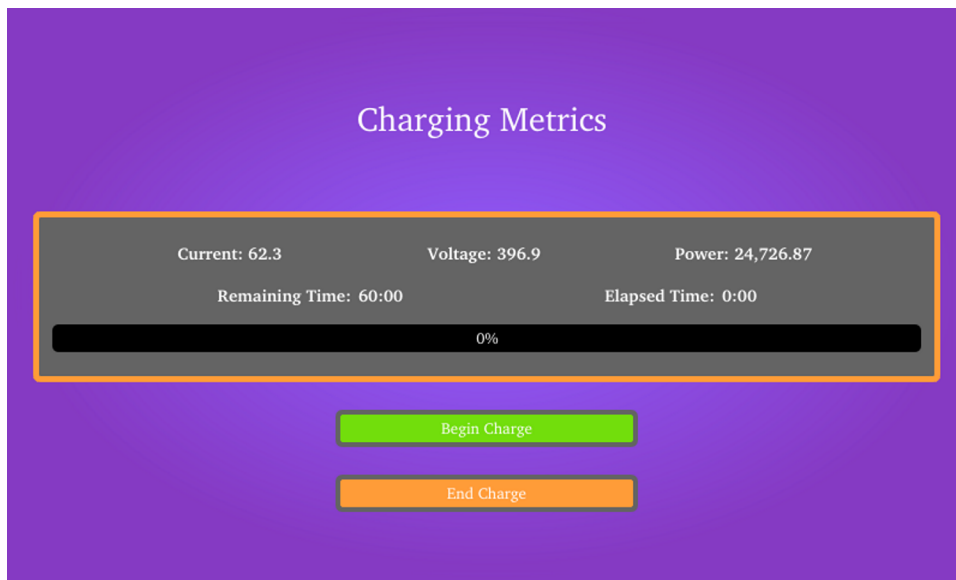 Charging Metrics
Current: 62.3 Voltage: 396.9 Power: 24,726.87
Remaining Time: 60:00 Elapsed Time: 0:00
0%
Begin Charge
End Charge